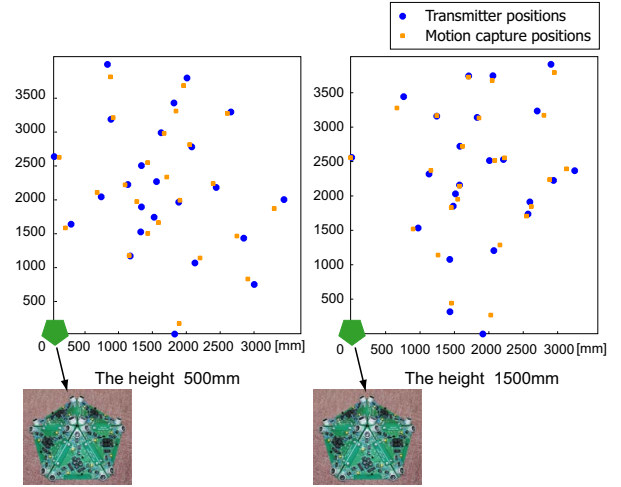 Transmitter positions
Motion capture positions
3500
3000
2500
2000
1500
1000
500
0 500 1000 1500 2000 2500 3000 [mm]
The height 500mm
3500
3000
2500
2000
1500
1000
500
0 500 1000 1500 2000 2500 3000 [mm]
The height 1500mm